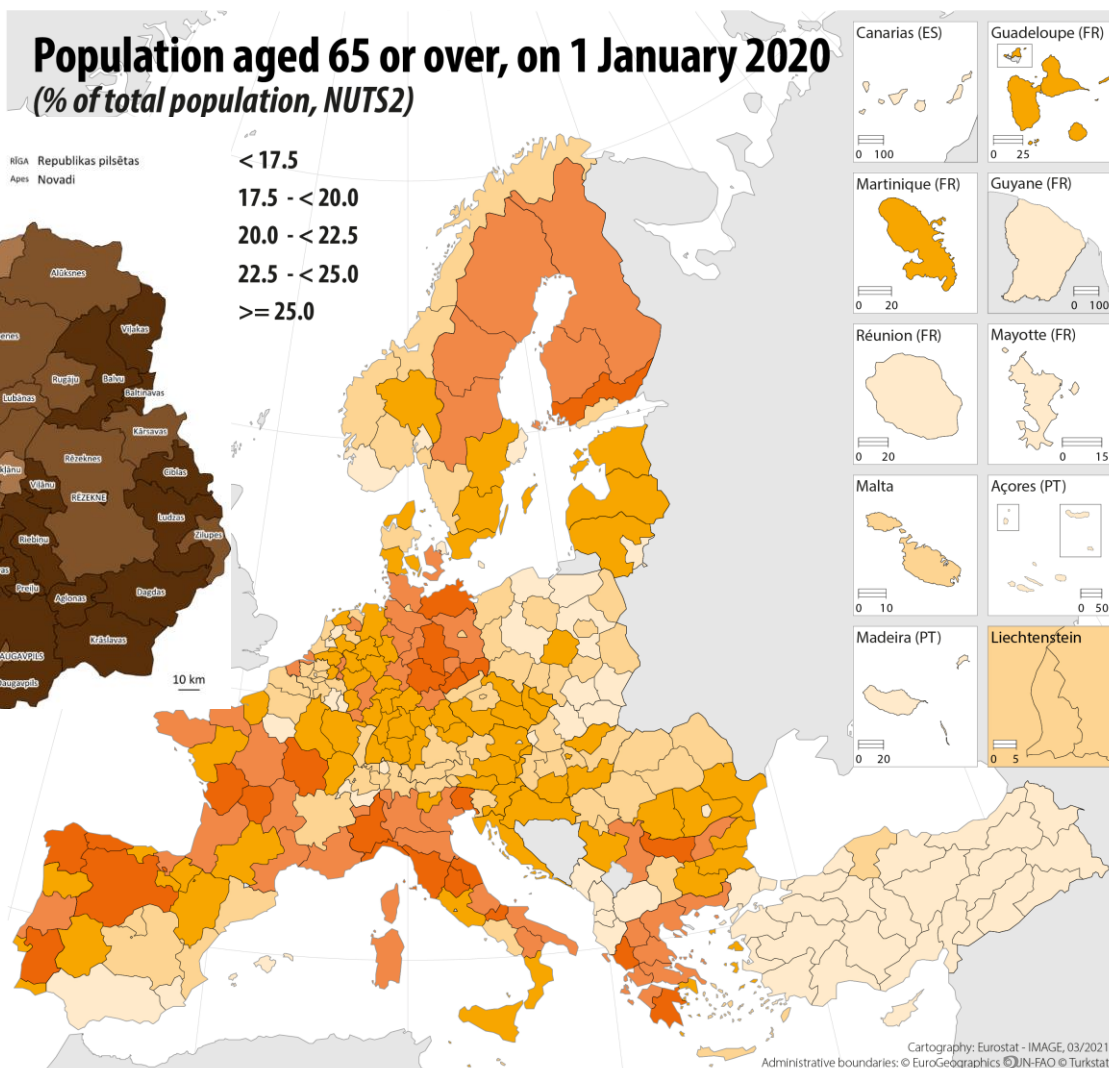 Population aged 65 or over, on 1 January 2020
(% of total population, NUTS2)
RĪGA Republikas pilsētas
Apes Novadi
< 17.5
17.5 - < 20.0
20.0 - < 22.5
22.5 - < 25.0
>= 25.0
Alūksnes
Viļakas
enes
Rugāju
Balvu
Baltinavas
Lubānas
Kārsavas
Rēzeknes
Ciblas
Viļānu
RĒZEKNE
Ludzas
Zilupes
Riebiņu
as
Preiļu
Aglonas
Dagdas
Krāslavas
AUGAVPILS
Daugavpils
10 km
Canarias (ES)
0 100
Guadeloupe (FR)
0 25
Martinique (FR)
0 20
Guyane (FR)
0 100
Réunion (FR)
0 20
Mayotte (FR)
0 15
Malta
0 10
Açores (PT)
0 50
Madeira (PT)
0 20
Liechtenstein
0 5
Cartography: Eurostat - IMAGE, 03/2021
Administrative boundaries: © EuroGeographics © UN-FAO © Turkstat